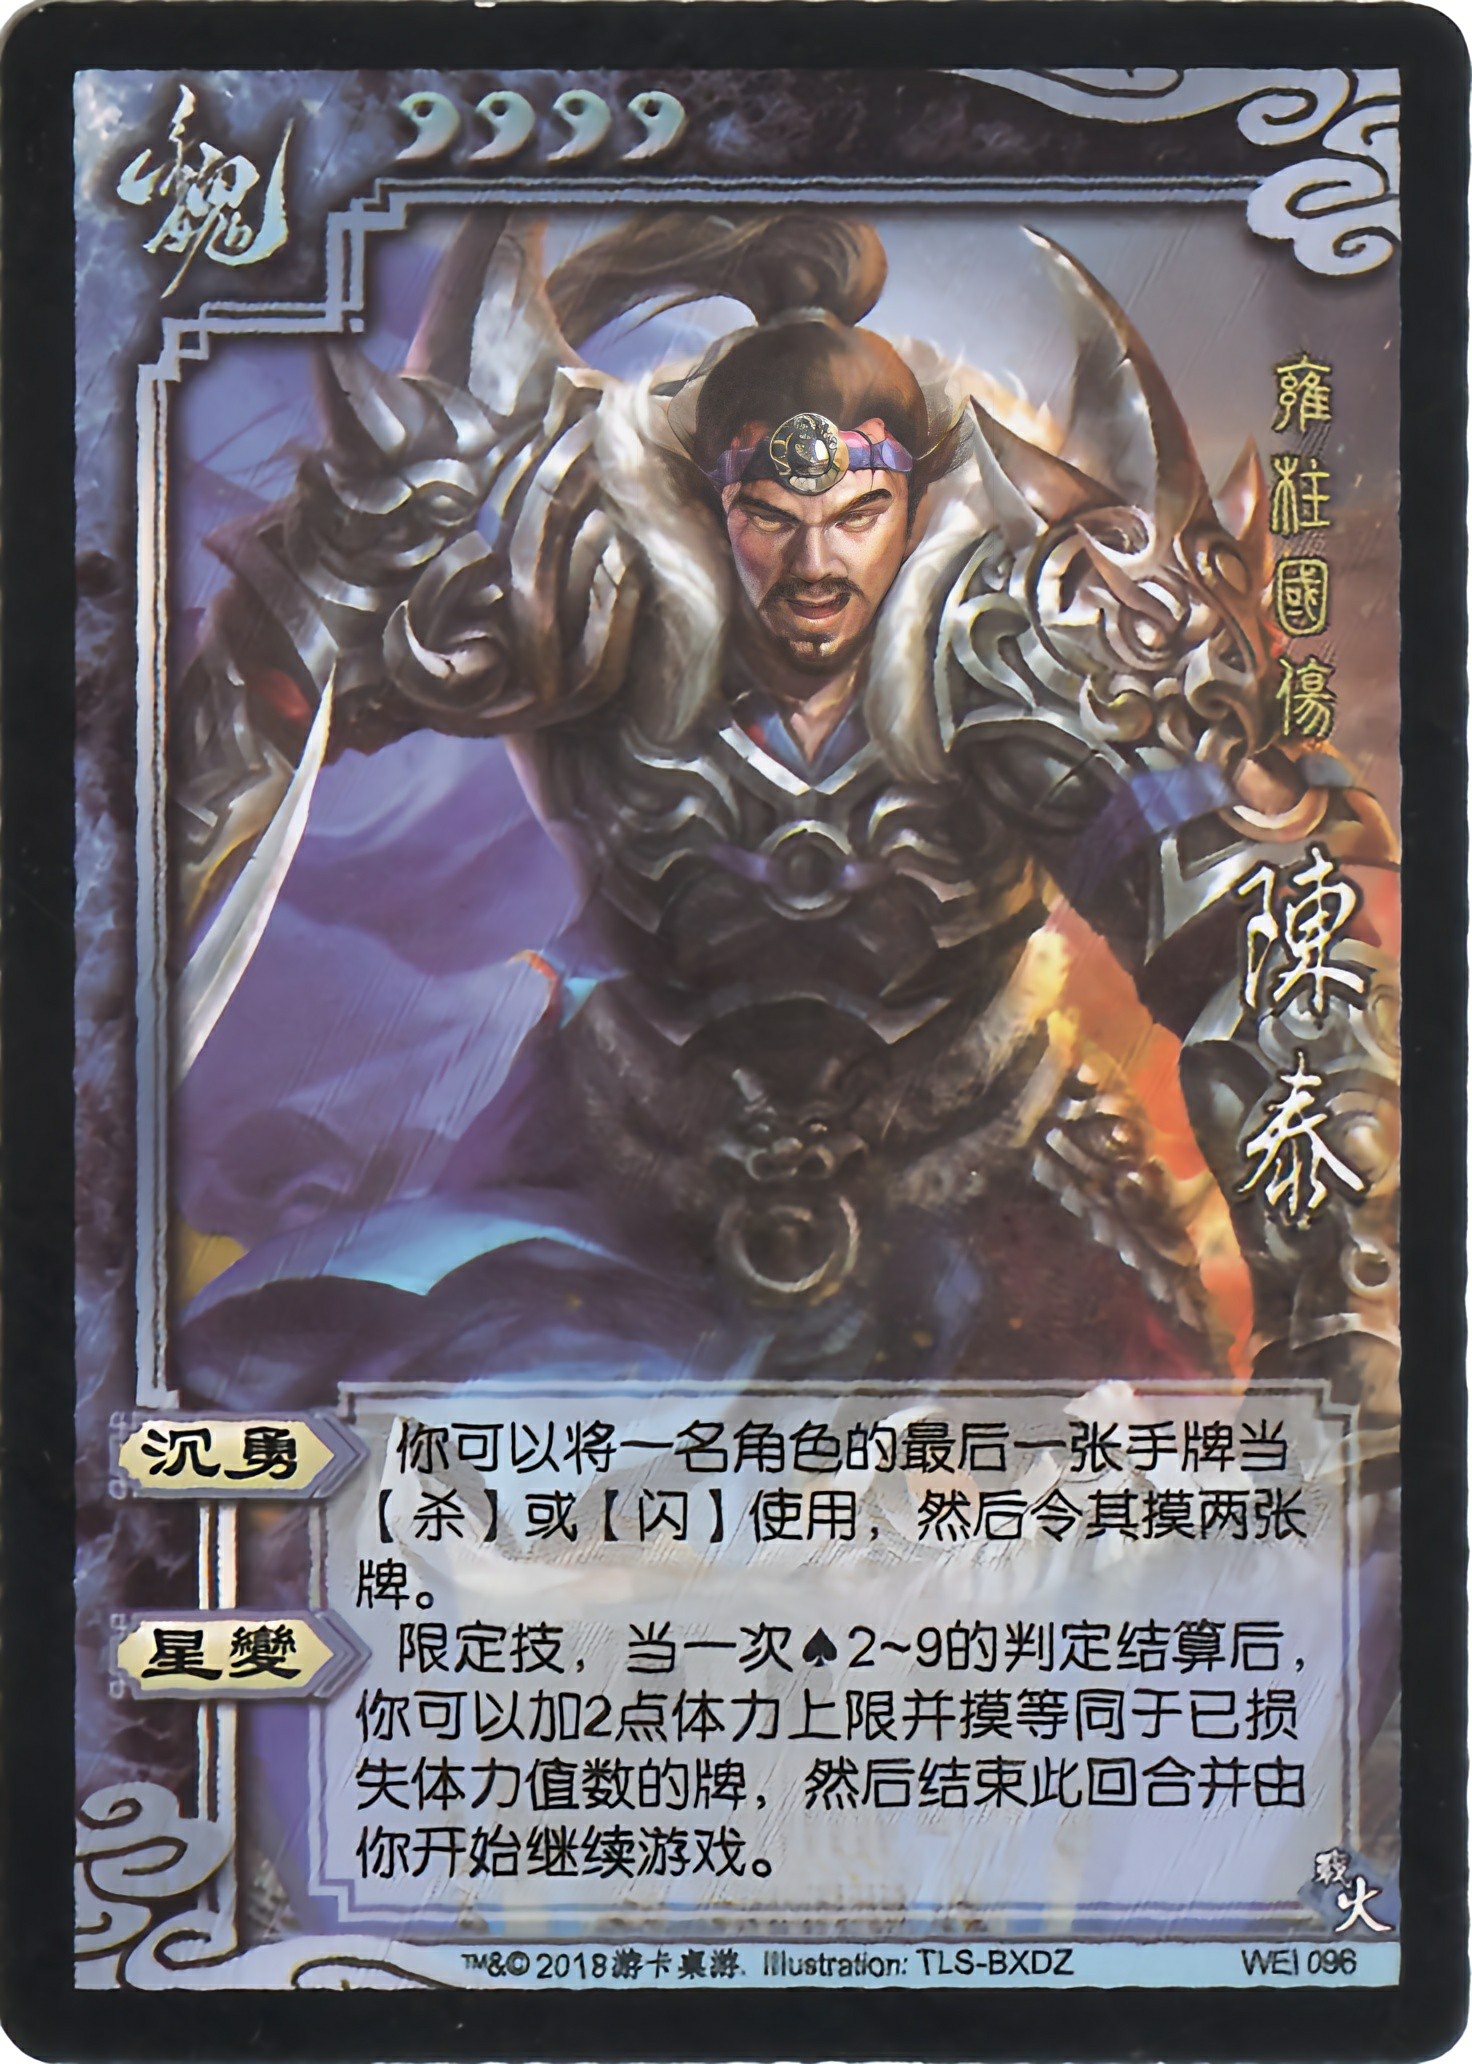 魏
雍柱國傷
陳泰
沉勇
你可以将一名角色的最后一张手牌当
【杀】或【闪】使用，然后令其摸两张
牌。
星變
限定技，当一次♠2~9的判定结算后，
你可以加2点体力上限并摸等同于已损
失体力值数的牌，然后结束此回合并由
你开始继续游戏。
戰火
™&©2018游卡桌游. Illustration: TLS-BXDZ
WEI 096